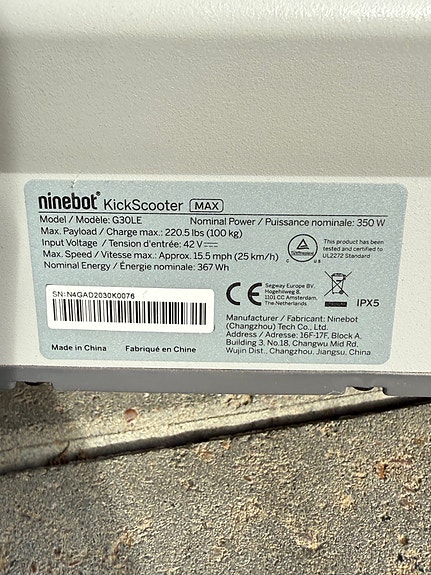 ninebot® KickScooter MAX
Model / Modèle: G30LE Nominal Power / Puissance nominale: 350 W
Max. Payload / Charge max.: 220.5 lbs (100 kg)
Input Voltage / Tension d'entrée: 42 V
Max. Speed / Vitesse max.: Approx. 15.5 mph (25 km/h)
Nominal Energy / Énergie nominale: 367 Wh
This product has been
tested and certified to
UL2272 Standard
C US
SN:N4GAD2030K0076
CE
Segway Europe BV.
Hogehilweg 8,
1101 CC Amsterdam,
The Netherlands
IPX5
Manufacturer / Fabricant: Ninebot
(Changzhou) Tech Co., Ltd.
Address / Adresse: 16F-17F, Block A,
Building 3, No.18, Changwu Mid Rd,
Wujin Dist., Changzhou, Jiangsu, China
Made in China Fabriqué en Chine